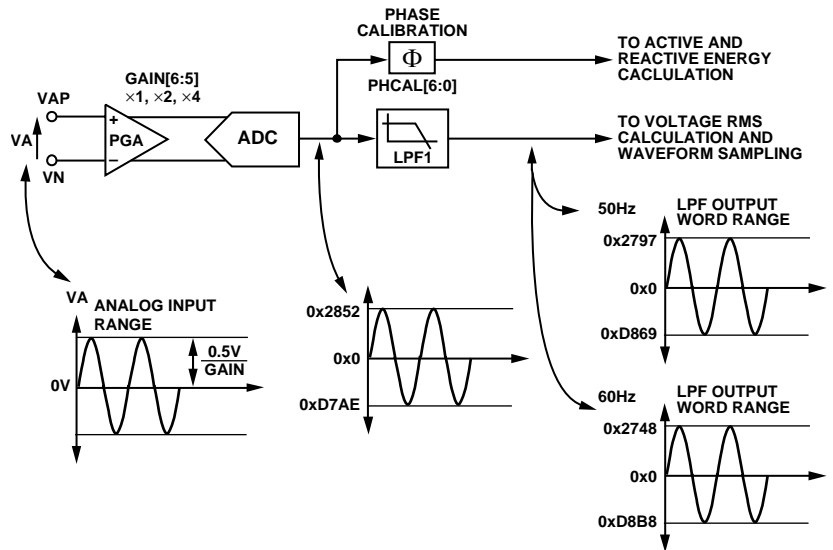 PHASE
CALIBRATION
Φ
PHCAL[6:0]
TO ACTIVE AND
REACTIVE ENERGY
CACLULATION
GAIN[6:5]
×1, ×2, ×4
VAP
VA
VN
+
PGA
–
ADC
LPF1
TO VOLTAGE RMS
CALCULATION AND
WAVEFORM SAMPLING
VA
ANALOG INPUT
RANGE
0V
0.5V
GAIN
0x2852
0x0
0xD7AE
50Hz
LPF OUTPUT
WORD RANGE
0x2797
0x0
0xD869
60Hz
LPF OUTPUT
WORD RANGE
0x2748
0x0
0xD8B8